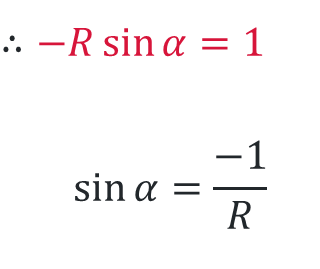 ∴ −R sin α = 1
sin α = −1/R